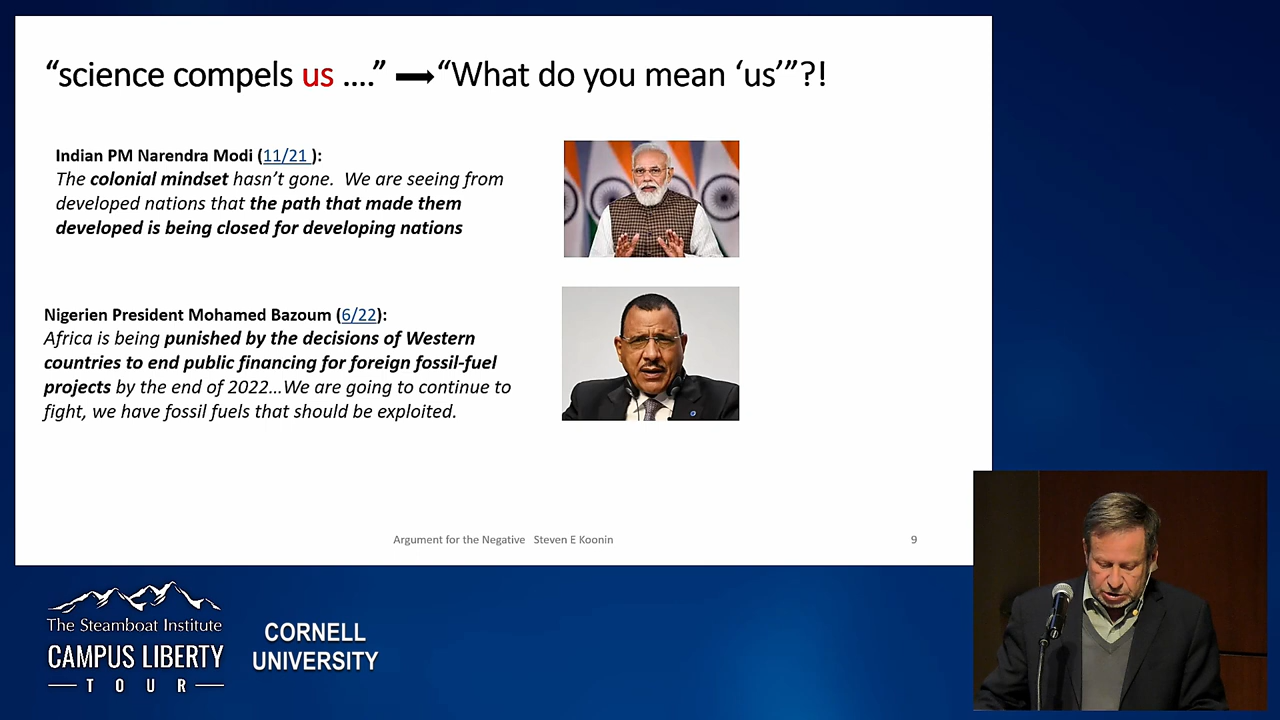 “science compels us ....” ➞ “What do you mean ‘us’”?!
Indian PM Narendra Modi (11/21 ):
The colonial mindset hasn’t gone. We are seeing from
developed nations that the path that made them
developed is being closed for developing nations
Nigerien President Mohamed Bazoum (6/22):
Africa is being punished by the decisions of Western
countries to end public financing for foreign fossil-fuel
projects by the end of 2022...We are going to continue to
fight, we have fossil fuels that should be exploited.
Argument for the Negative Steven E Koonin
9
The Steamboat Institute
CAMPUS LIBERTY
TOUR
CORNELL
UNIVERSITY